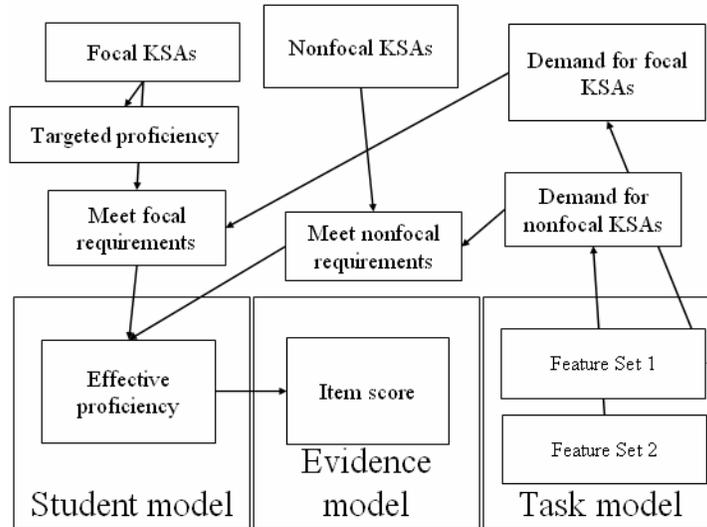 Focal KSAs
Nonfocal KSAs
Demand for focal
KSAs
Targeted proficiency
Meet focal
requirements
Meet nonfocal
requirements
Demand for
nonfocal KSAs
Effective
proficiency
Item score
Feature Set 1
Feature Set 2
Student model
Evidence
model
Task model